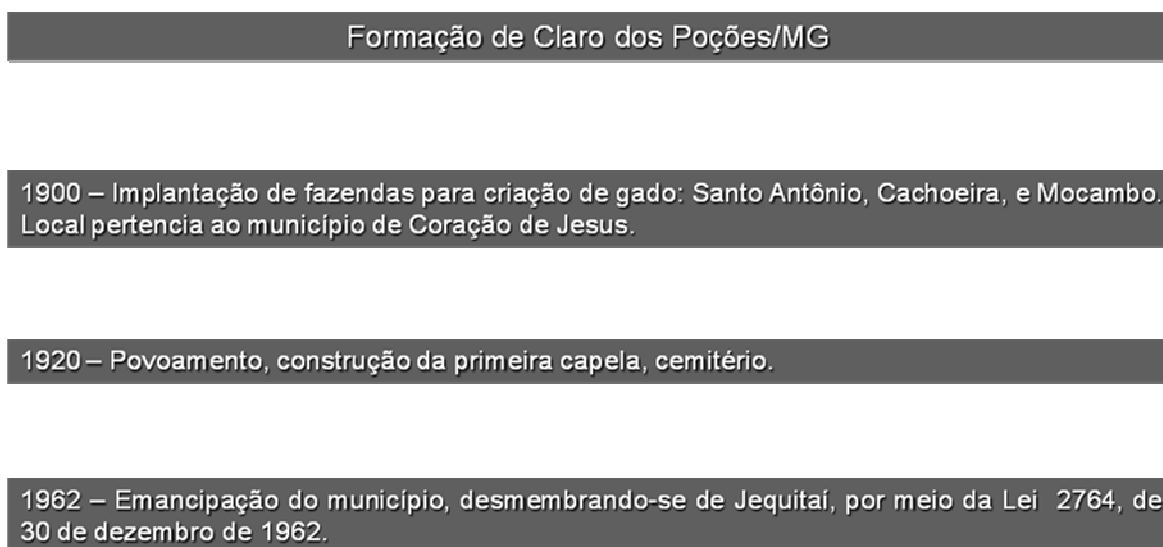 Formação de Claro dos Poções/MG
1900 – Implantação de fazendas para criação de gado: Santo Antônio, Cachoeira, e Mocambo.
Local pertencia ao município de Coração de Jesus.
1920 – Povoamento, construção da primeira capela, cemitério.
1962 – Emancipação do município, desmembrando-se de Jequitaí, por meio da Lei 2764, de
30 de dezembro de 1962.